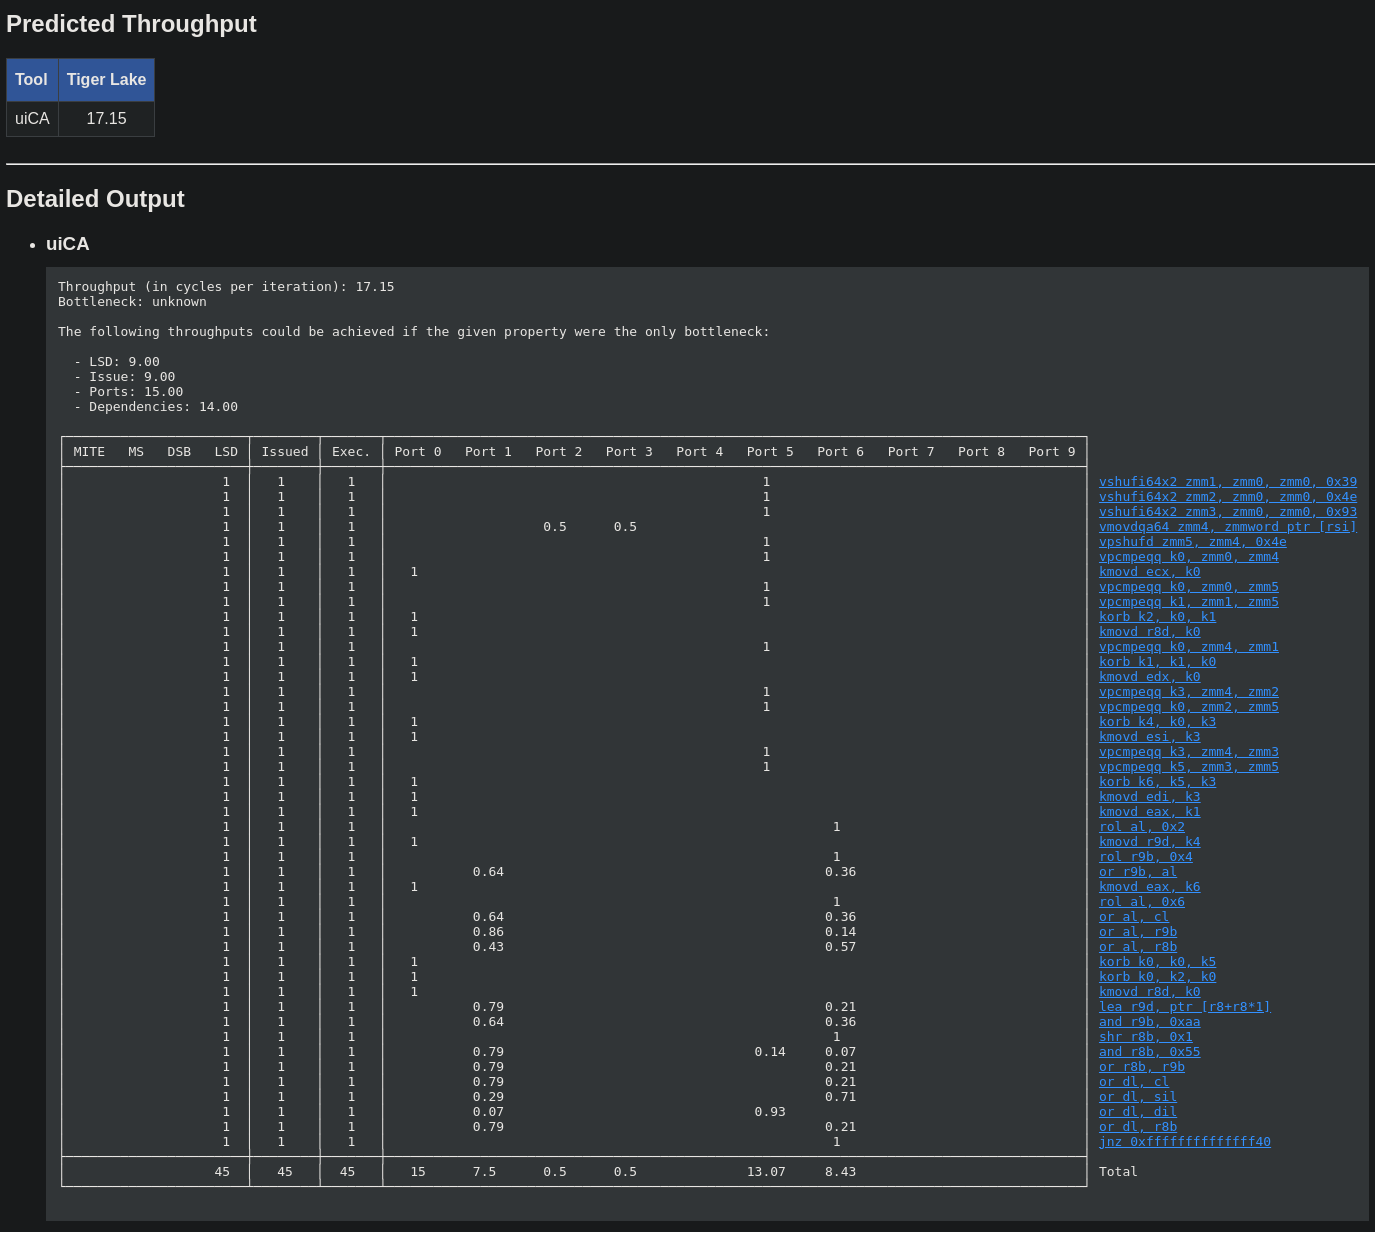 Predicted Throughput
Tool Tiger Lake
uiCA 17.15
Detailed Output
• uiCA
Throughput (in cycles per iteration): 17.15
Bottleneck: unknown
The following throughputs could be achieved if the given property were the only bottleneck:
- LSD: 9.00
- Issue: 9.00
- Ports: 15.00
- Dependencies: 14.00
MITE MS DSB LSD Issued Exec. Port 0 Port 1 Port 2 Port 3 Port 4 Port 5 Port 6 Port 7 Port 8 Port 9
1 1 1 1 vshufi64x2 zmm1, zmm0, zmm0, 0x39
1 1 1 1 vshufi64x2 zmm2, zmm0, zmm0, 0x4e
1 1 1 1 vshufi64x2 zmm3, zmm0, zmm0, 0x93
1 1 1 0.5 0.5 vmovdqa64 zmm4, zmmword ptr [rsi]
1 1 1 1 vpshufd zmm5, zmm4, 0x4e
1 1 1 1 vpcmpeqq k0, zmm0, zmm4
1 1 1 1 kmovd ecx, k0
1 1 1 1 vpcmpeqq k0, zmm0, zmm5
1 1 1 1 vpcmpeqq k1, zmm1, zmm5
1 1 1 1 korb k2, k0, k1
1 1 1 1 kmovd r8d, k0
1 1 1 1 vpcmpeqq k0, zmm4, zmm1
1 1 1 1 korb k1, k1, k0
1 1 1 1 kmovd edx, k0
1 1 1 1 vpcmpeqq k3, zmm4, zmm2
1 1 1 1 vpcmpeqq k0, zmm2, zmm5
1 1 1 1 korb k4, k0, k3
1 1 1 1 kmovd esi, k3
1 1 1 1 vpcmpeqq k3, zmm4, zmm3
1 1 1 1 vpcmpeqq k5, zmm3, zmm5
1 1 1 1 korb k6, k5, k3
1 1 1 1 kmovd edi, k3
1 1 1 1 kmovd eax, k1
1 1 1 1 rol al, 0x2
1 1 1 1 kmovd r9d, k4
1 1 1 1 rol r9b, 0x4
1 1 1 0.64 0.36 or r9b, al
1 1 1 1 kmovd eax, k6
1 1 1 1 rol al, 0x6
1 1 1 0.64 0.36 or al, cl
1 1 1 0.86 0.14 or al, r9b
1 1 1 0.43 0.57 or al, r8b
1 1 1 1 korb k0, k0, k5
1 1 1 1 korb k0, k2, k0
1 1 1 1 kmovd r8d, k0
1 1 1 0.79 0.21 lea r9d, ptr [r8+r8*1]
1 1 1 0.64 0.36 and r9b, 0xaa
1 1 1 1 shr r8b, 0x1
1 1 1 0.79 0.14 0.07 and r8b, 0x55
1 1 1 0.79 0.21 or r8b, r9b
1 1 1 0.79 0.21 or dl, cl
1 1 1 0.29 0.71 or dl, sil
1 1 1 0.07 0.93 or dl, dil
1 1 1 0.79 0.21 or dl, r8b
1 1 1 1 jnz 0xffffffffffffff40
45 45 45 15 7.5 0.5 0.5 13.07 8.43 Total